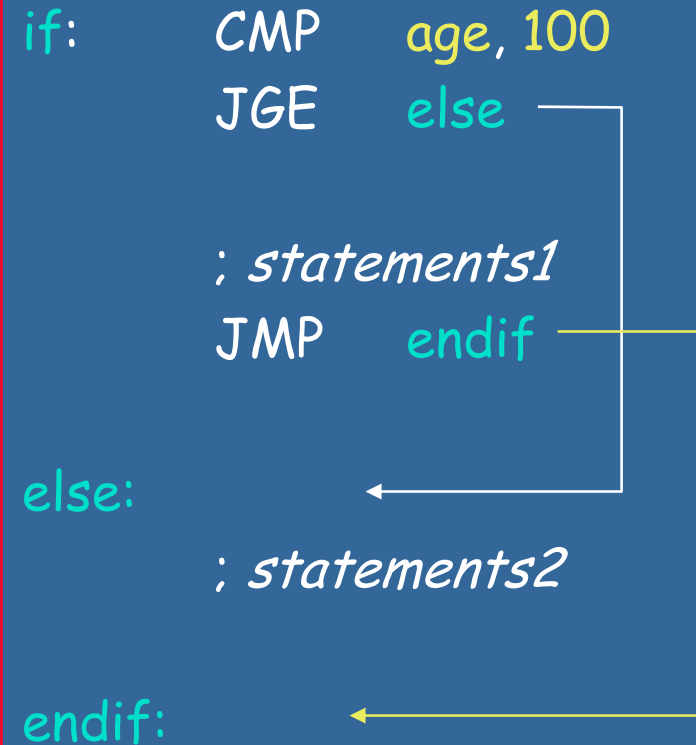 if: CMP age, 100
JGE else
; statements1
JMP endif
else:
; statements2
endif: